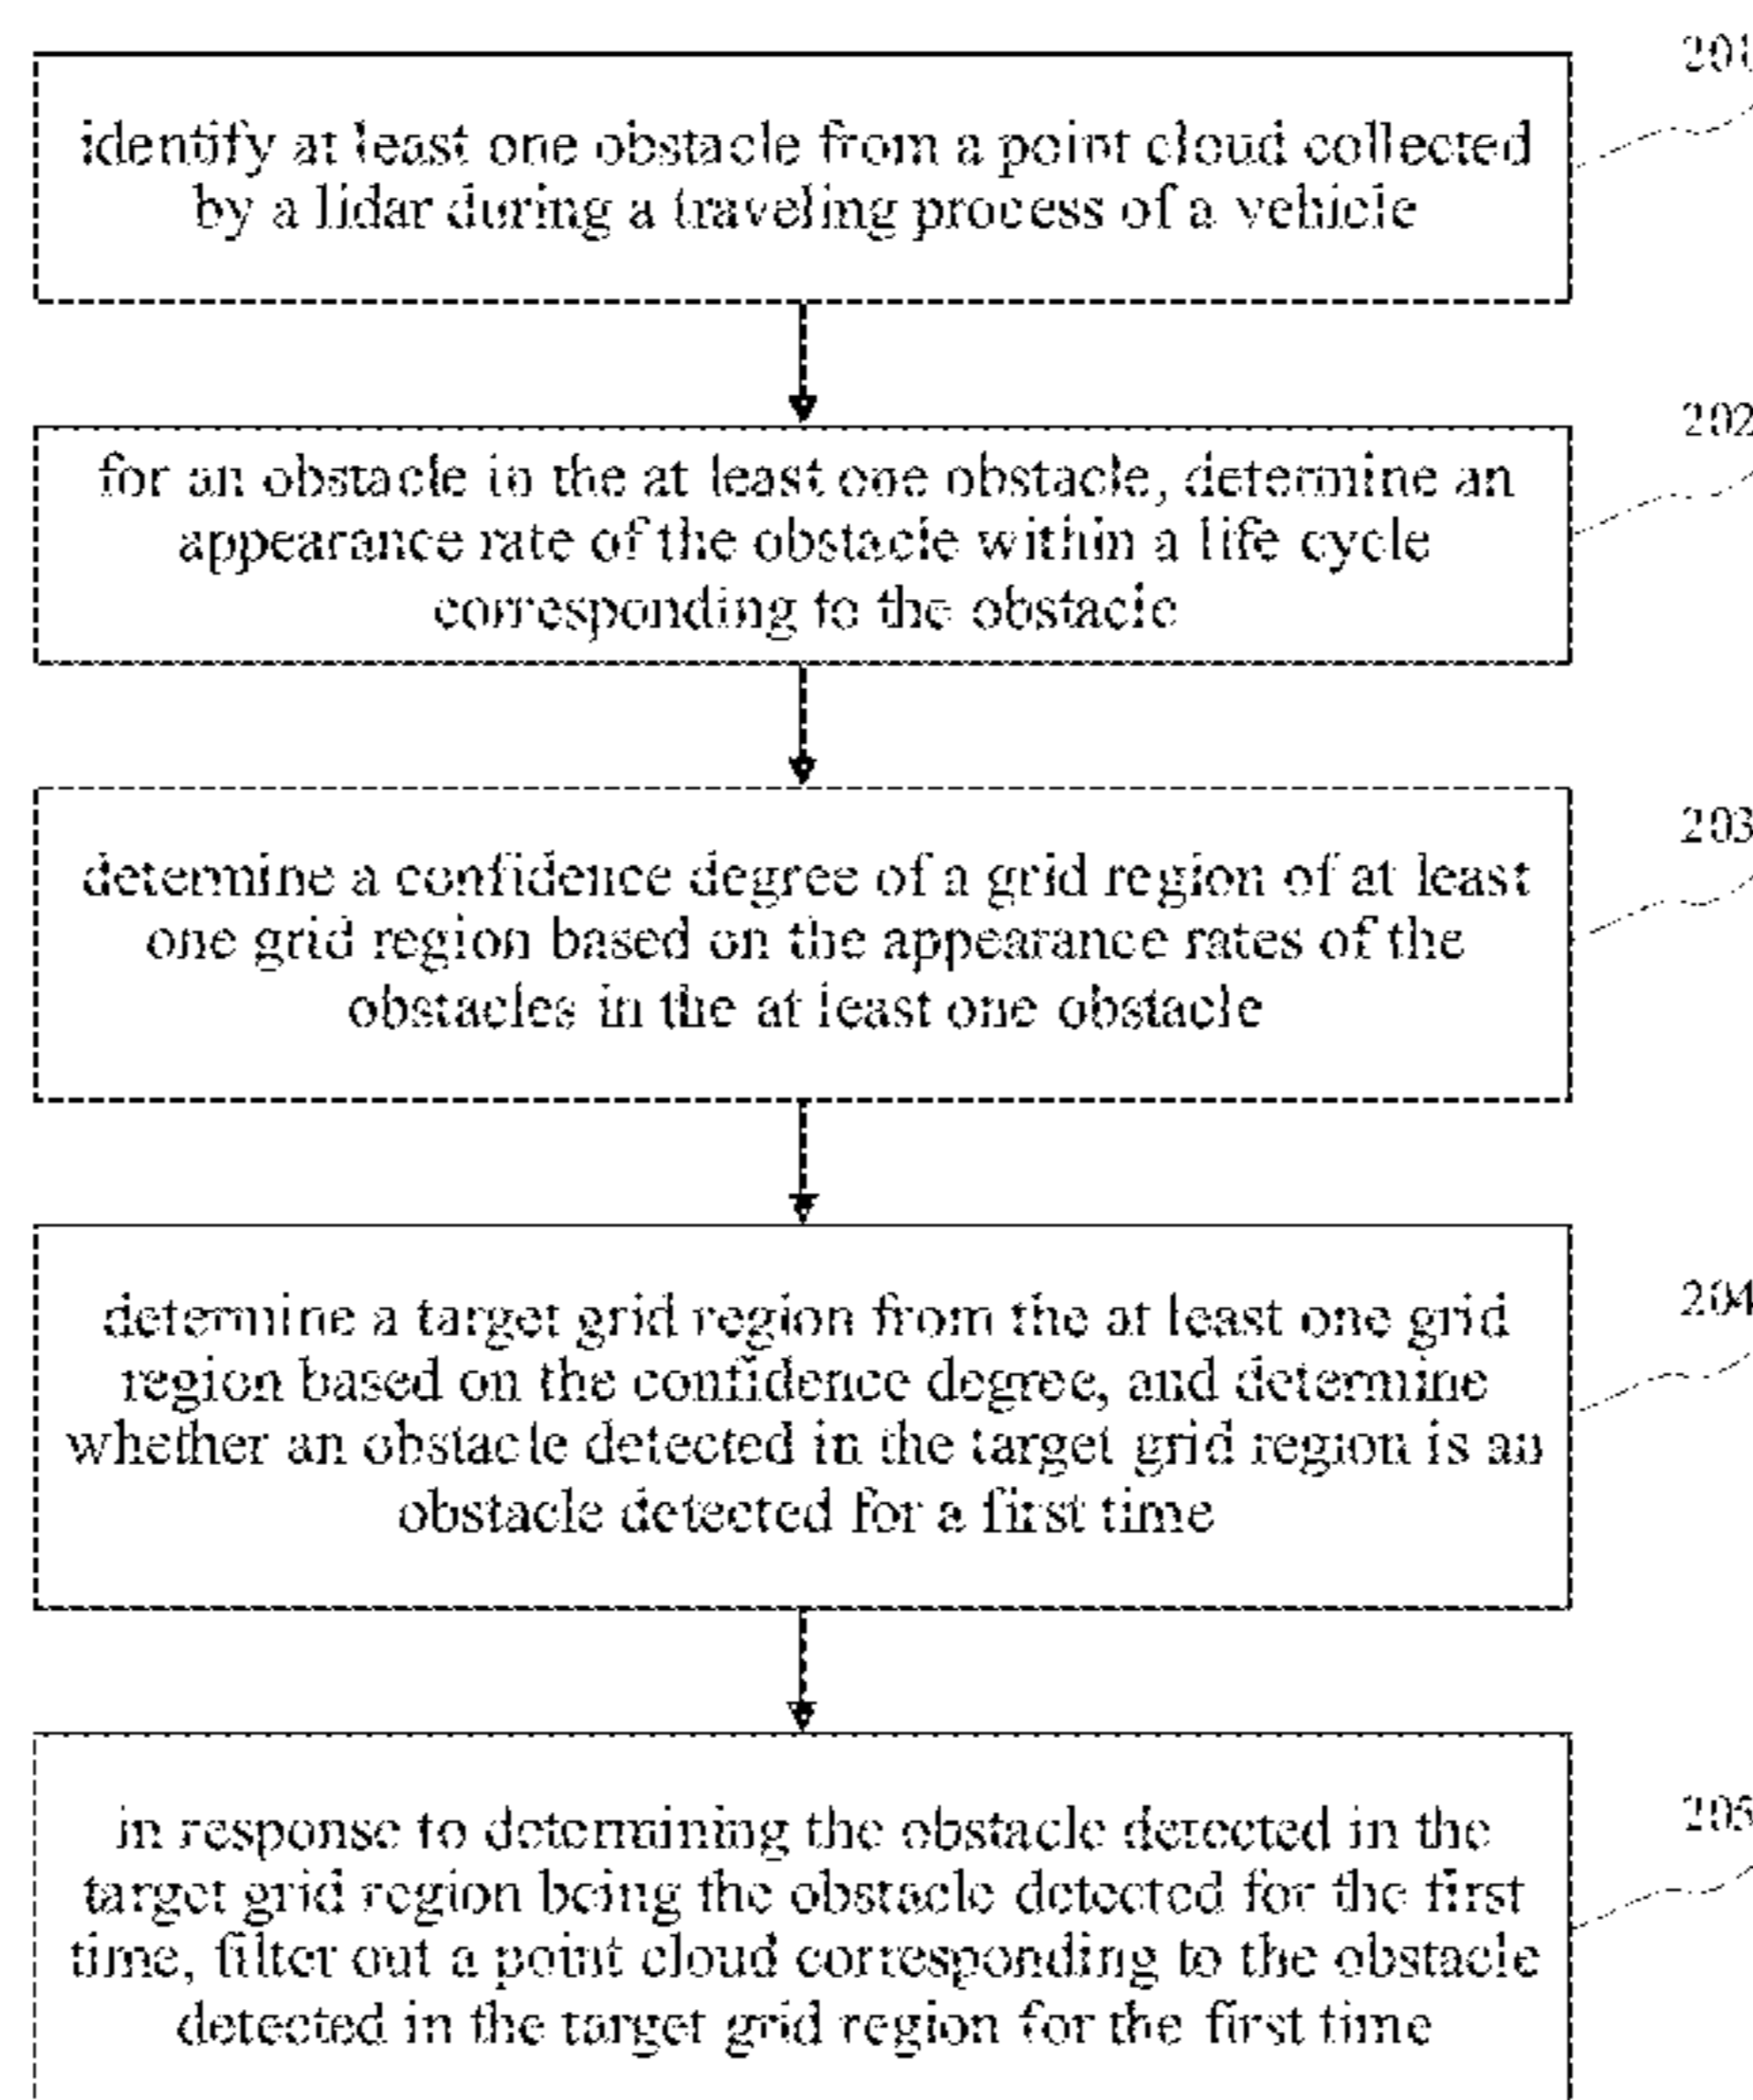 201
identify at least one obstacle from a point cloud collected
by a lidar during a traveling process of a vehicle
202
for an obstacle in the at least one obstacle, determine an
appearance rate of the obstacle within a life cycle
corresponding to the obstacle
203
determine a confidence degree of a grid region of at least
one grid region based on the appearance rates of the
obstacles in the at least one obstacle
204
determine a target grid region from the at least one grid
region based on the confidence degree, and determine
whether an obstacle detected in the target grid region is an
obstacle detected for a first time
205
in response to determining the obstacle detected in the
target grid region being the obstacle detected for the first
time, filter out a point cloud corresponding to the obstacle
detected in the target grid region for the first time